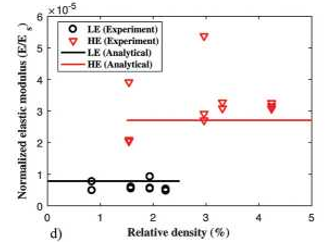 ×10⁻⁵
6
5
4
3
2
1
0
0 1 2 3 4 5
Normalized elastic modulus (E/E_s)
LE (Experiment)
HE (Experiment)
LE (Analytical)
HE (Analytical)
d) Relative density (%)